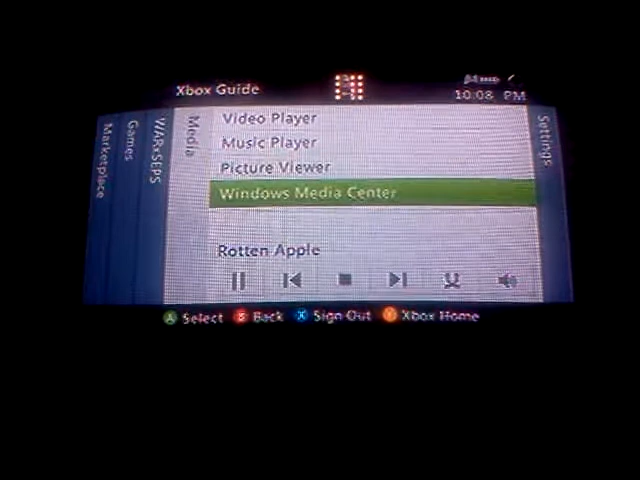 Xbox Guide
10:08 PM
Marketplace
Games
WARxSEPS
Media
Settings
Video Player
Music Player
Picture Viewer
Windows Media Center
Rotten Apple
A Select B Back X Sign Out Y Xbox Home